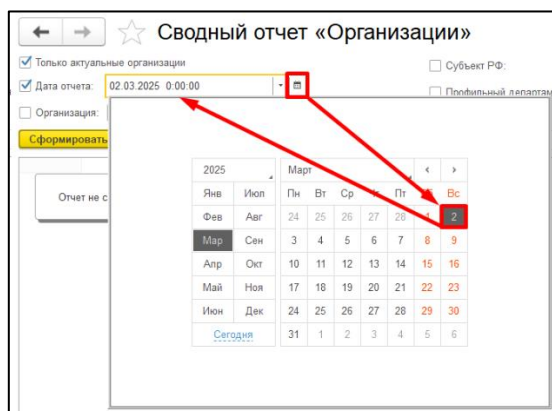 Сводный отчет «Организации»
Только актуальные организации
Субъект РФ:
Дата отчета: 02.03.2025 0:00:00
Профильный департам
Организация:
Сформировать
Отчет не с
2025 Март
Янв Июл Пн Вт Ср Чт Пт Вс
Фев Авг 24 25 26 27 28 1 2
Мар Сен 3 4 5 6 7 8 9
Апр Окт 10 11 12 13 14 15 16
Май Ноя 17 18 19 20 21 22 23
Июн Дек 24 25 26 27 28 29 30
Сегодня 31 1 2 3 4 5 6